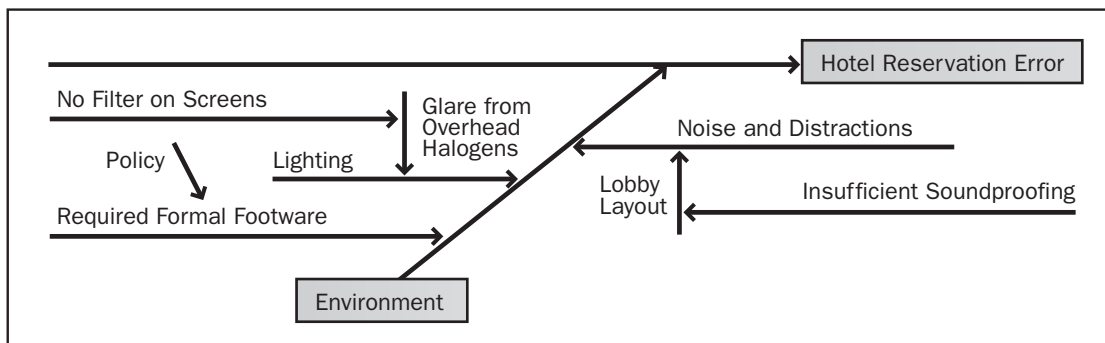 Hotel Reservation Error
No Filter on Screens
Glare from
Overhead
Halogens
Noise and Distractions
Policy
Lighting
Lobby
Layout
Insufficient Soundproofing
Required Formal Footware
Environment